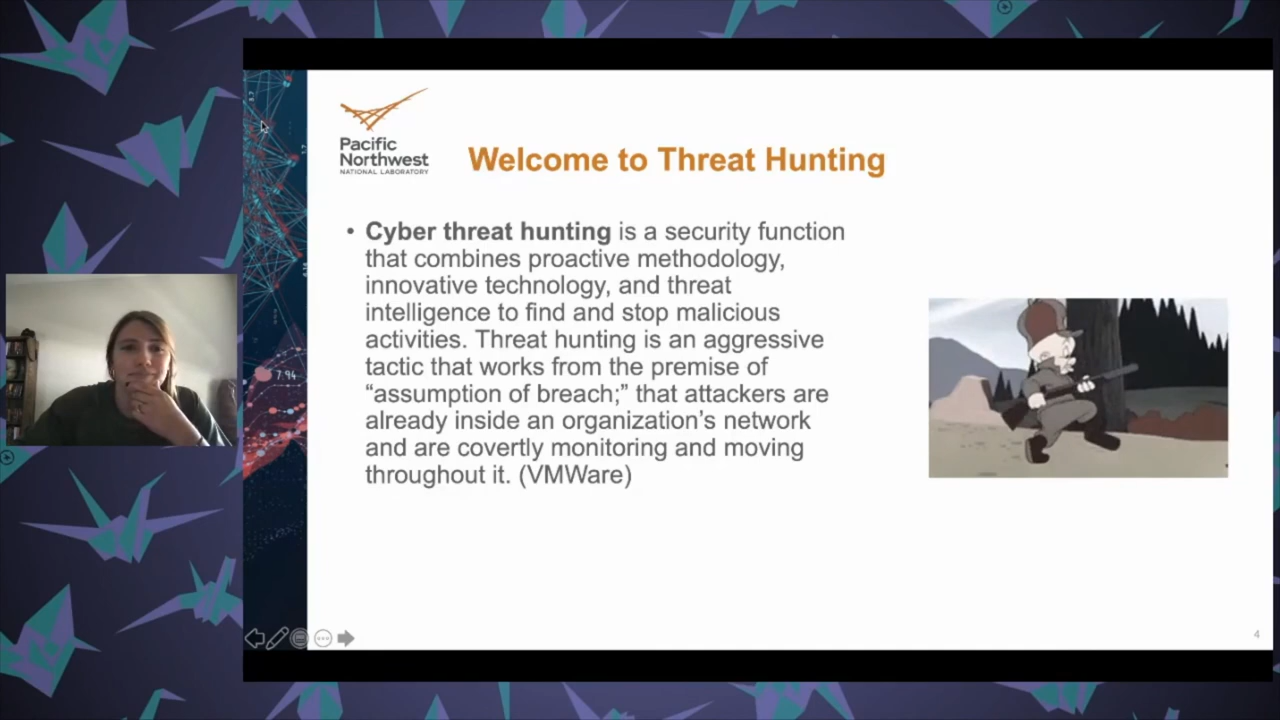 Pacific
Northwest
NATIONAL LABORATORY
Welcome to Threat Hunting
• Cyber threat hunting is a security function
that combines proactive methodology,
innovative technology, and threat
intelligence to find and stop malicious
activities. Threat hunting is an aggressive
tactic that works from the premise of
“assumption of breach;” that attackers are
already inside an organization’s network
and are covertly monitoring and moving
throughout it. (VMWare)
7.94
4